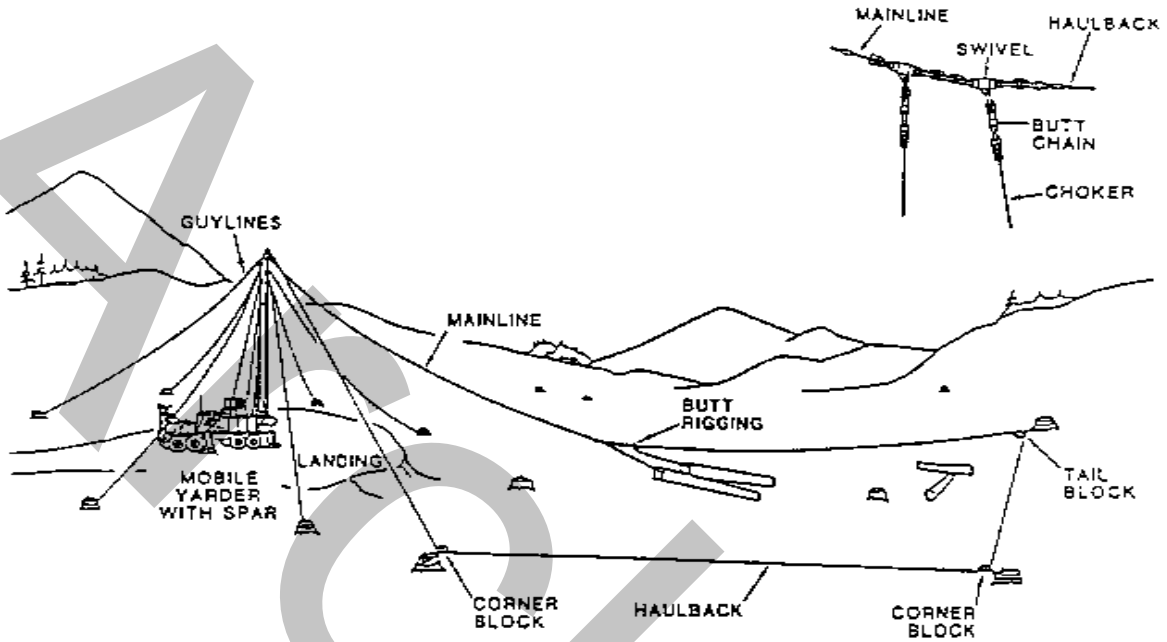 MAINLINE
HAULBACK
SWIVEL
BUTT
CHAIN
CHOKER
GUYLINES
MAINLINE
BUTT
RIGGING
LANDING
MOBILE
YARDER
WITH SPAR
TAIL
BLOCK
CORNER
BLOCK
HAULBACK
CORNER
BLOCK